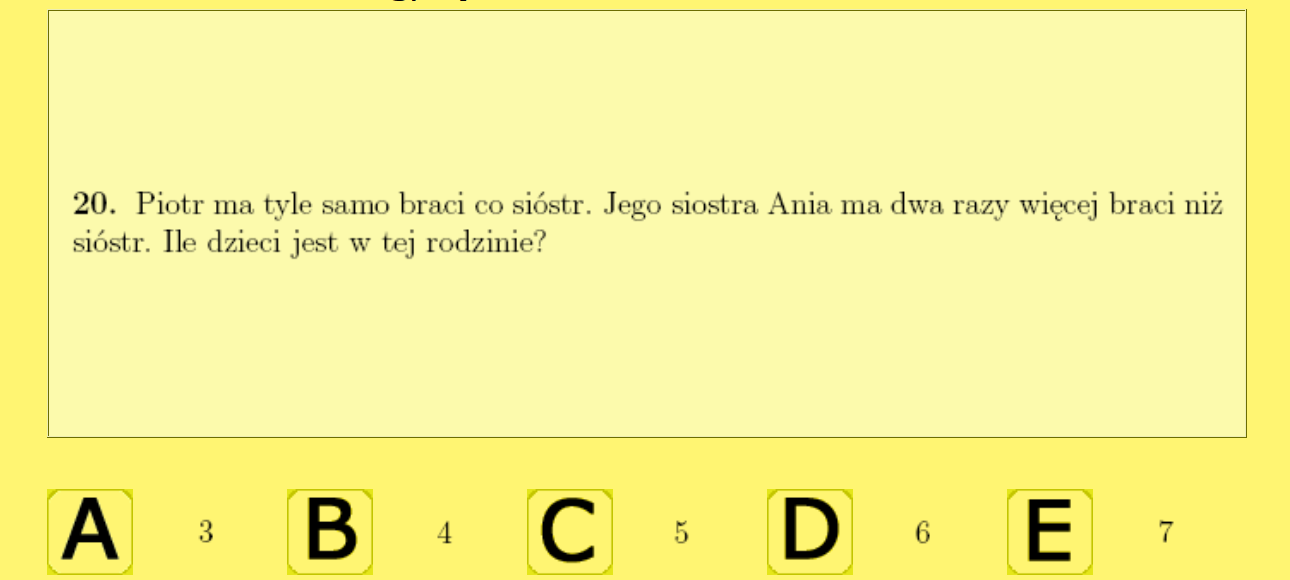 20. Piotr ma tyle samo braci co sióstr. Jego siostra Ania ma dwa razy więcej braci niż
sióstr. Ile dzieci jest w tej rodzinie?
A 3 B 4 C 5 D 6 E 7